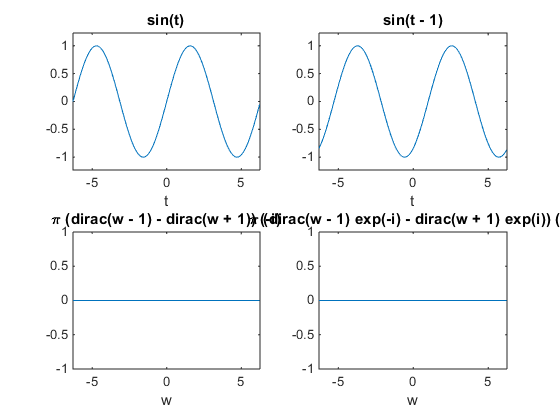 sin(t)
1
0.5
0
-0.5
-1
-5 0 5
t
sin(t - 1)
1
0.5
0
-0.5
-1
-5 0 5
t
π (dirac(w - 1) - dirac(w + 1)) (-i)
1
0.5
0
-0.5
-1
-5 0 5
w
π (dirac(w - 1) exp(-i) - dirac(w + 1) exp(i)) (
1
0.5
0
-0.5
-1
-5 0 5
w